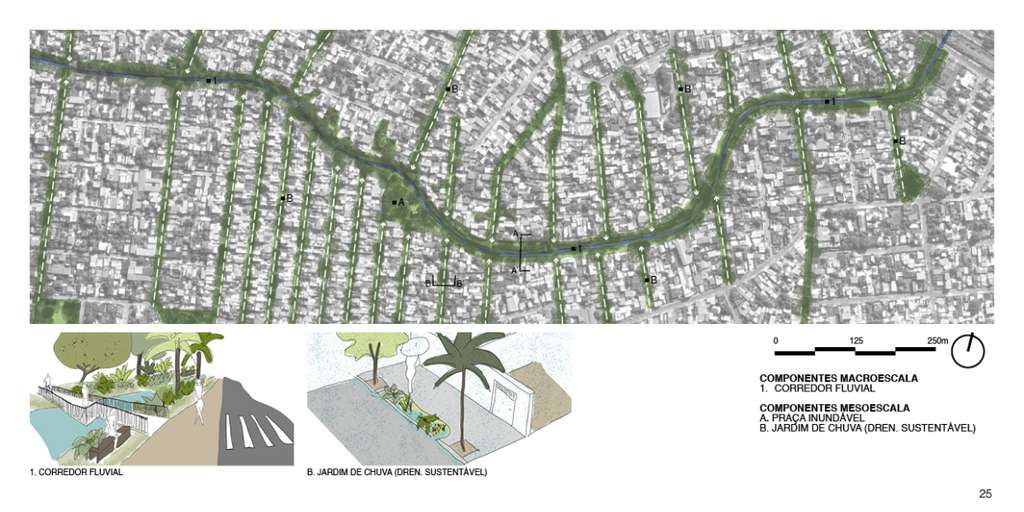 1
B
B
1
B
B
A
A
1
A
B
B
B
0
125
250m
COMPONENTES MACROESCALA
1. CORREDOR FLUVIAL
COMPONENTES MESOESCALA
A. PRAÇA INUNDÁVEL
B. JARDIM DE CHUVA (DREN. SUSTENTÁVEL)
1. CORREDOR FLUVIAL
B. JARDIM DE CHUVA (DREN. SUSTENTÁVEL)
25